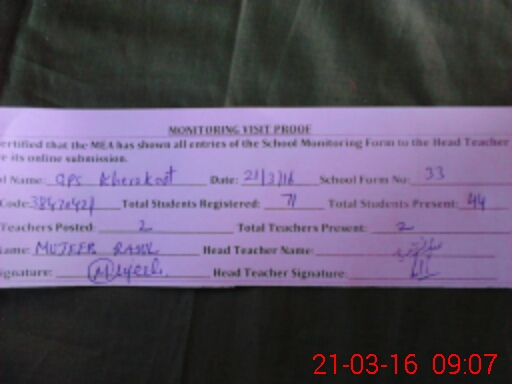 MONITORING VISIT PROOF
ertified that the MEA has shown all entries of the School Monitoring Form to the Head Teacher
re its online submission.
l Name: GPS Kherakoat Date: 21/3/16 School Form No: 33
Code: Total Students Registered: 71 Total Students Present: 44
Teachers Posted: 2 Total Teachers Present: 2
ame: MUJEEB RASUL Head Teacher Name:
ignature: Head Teacher Signature:
21-03-16 09:07